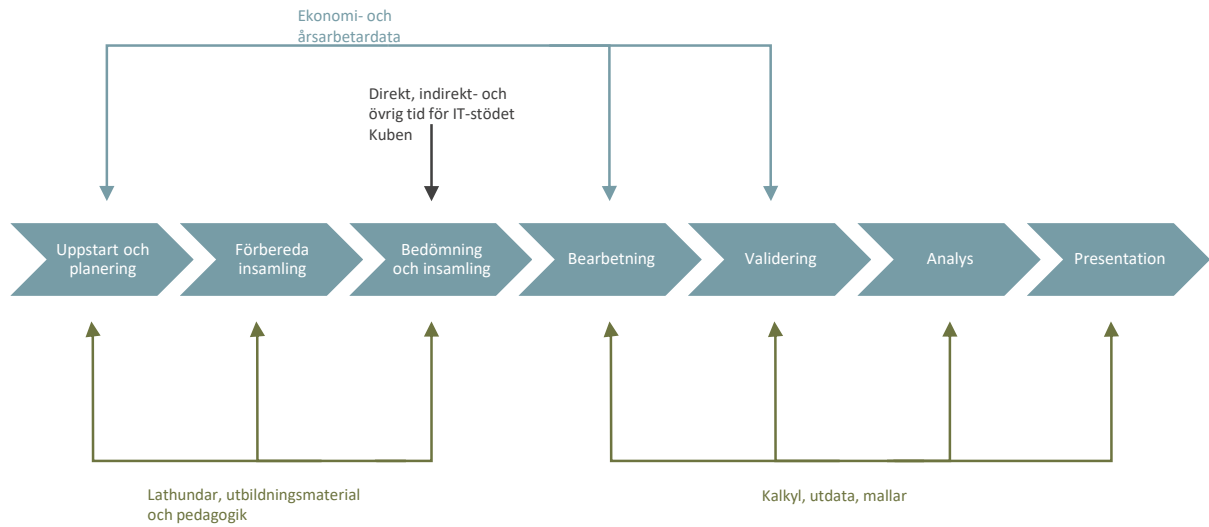 Ekonomi- och
årsarbetardata
Direkt, indirekt- och
övrig tid för IT-stödet
Kuben
Uppstart och
planering
Förbereda
insamling
Bedömning
och insamling
Bearbetning
Validering
Analys
Presentation
Lathundar, utbildningsmaterial
och pedagogik
Kalkyl, utdata, mallar